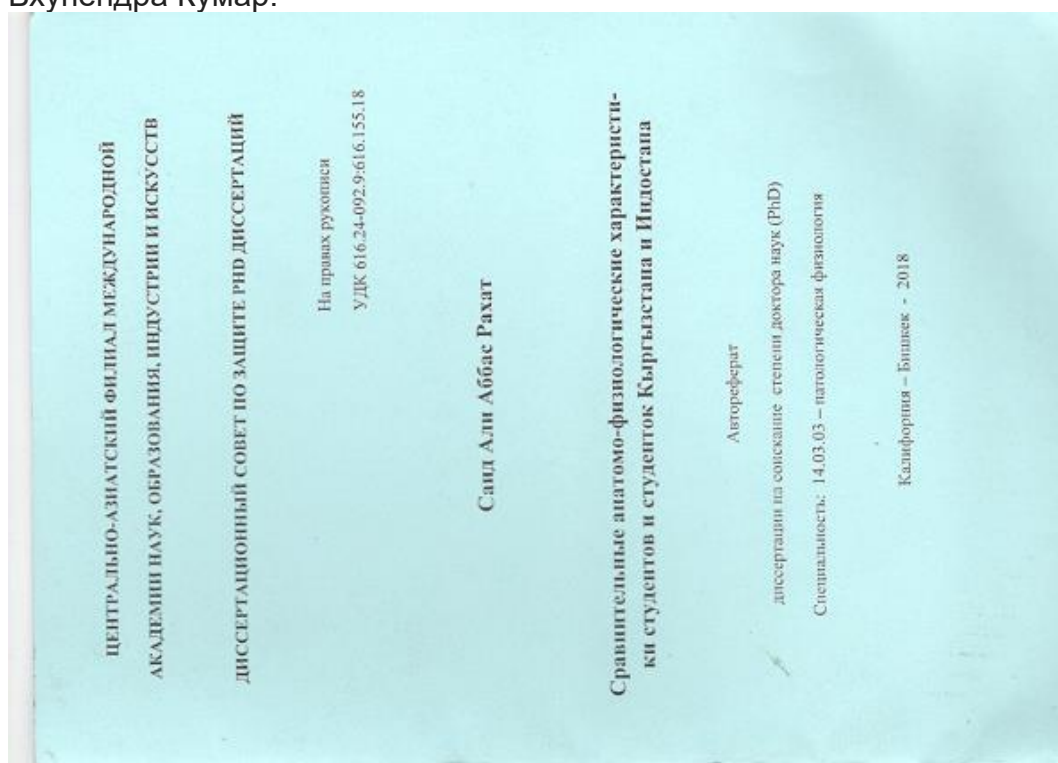 Бхупендра Кумар.
ЦЕНТРАЛЬНО-АЗИАТСКИЙ ФИЛИАЛ МЕЖДУНАРОДНОЙ
АКАДЕМИИ НАУК, ОБРАЗОВАНИЯ, ИНДУСТРИИ И ИСКУССТВ
ДИССЕРТАЦИОННЫЙ СОВЕТ ПО ЗАЩИТЕ PHD ДИССЕРТАЦИЙ
На правах рукописи
УДК 616.24-092.9:616.155.18
Саид Али Аббас Рахат
Сравнительные анатомо-физиологические характеристи-
ки студентов и студенток Кыргызстана и Индостана
Автореферат
диссертации на соискание степени доктора наук (PhD)
Специальность: 14.03.03 – патологическая физиология
Калифорния – Бишкек - 2018